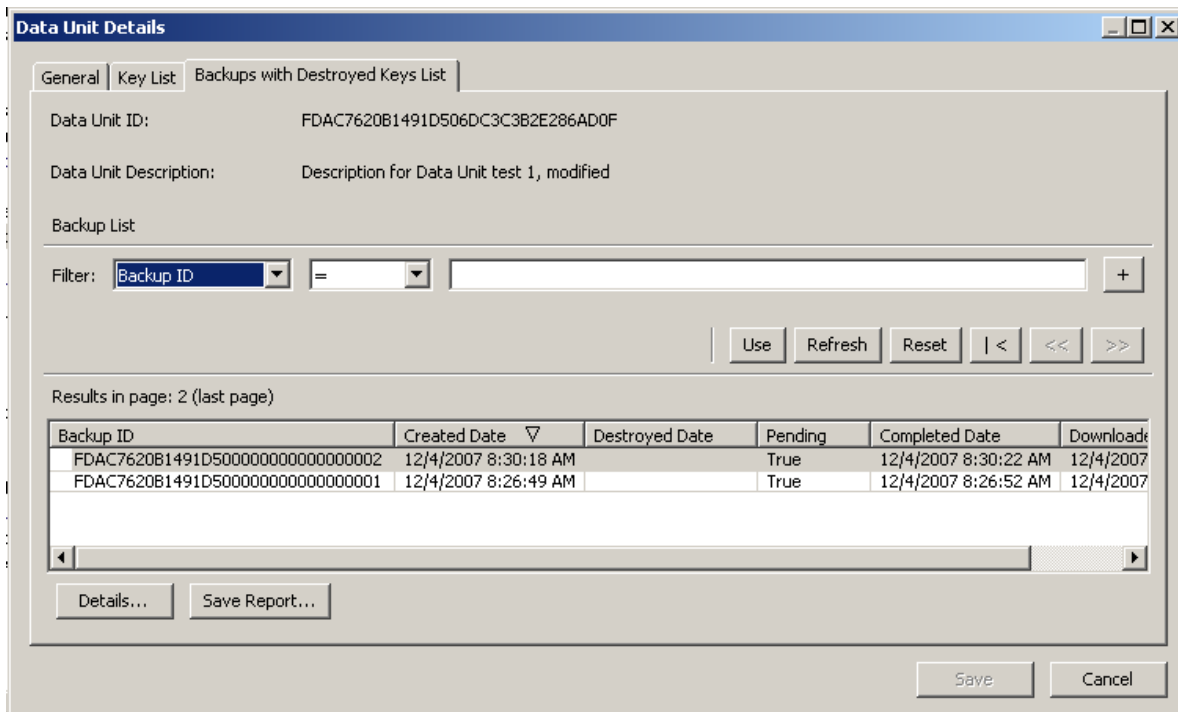 Data Unit Details
General Key List Backups with Destroyed Keys List
Data Unit ID: FDAC7620B1491D506DC3C3B2E286AD0F
Data Unit Description: Description for Data Unit test 1, modified
Backup List
Filter: Backup ID = +
Use Refresh Reset |< << >>
Results in page: 2 (last page)
Backup ID Created Date Destroyed Date Pending Completed Date Downloade
FDAC7620B1491D500000000000000002 12/4/2007 8:30:18 AM True 12/4/2007 8:30:22 AM 12/4/2007
FDAC7620B1491D500000000000000001 12/4/2007 8:26:49 AM True 12/4/2007 8:26:52 AM 12/4/2007
Details... Save Report...
Save Cancel